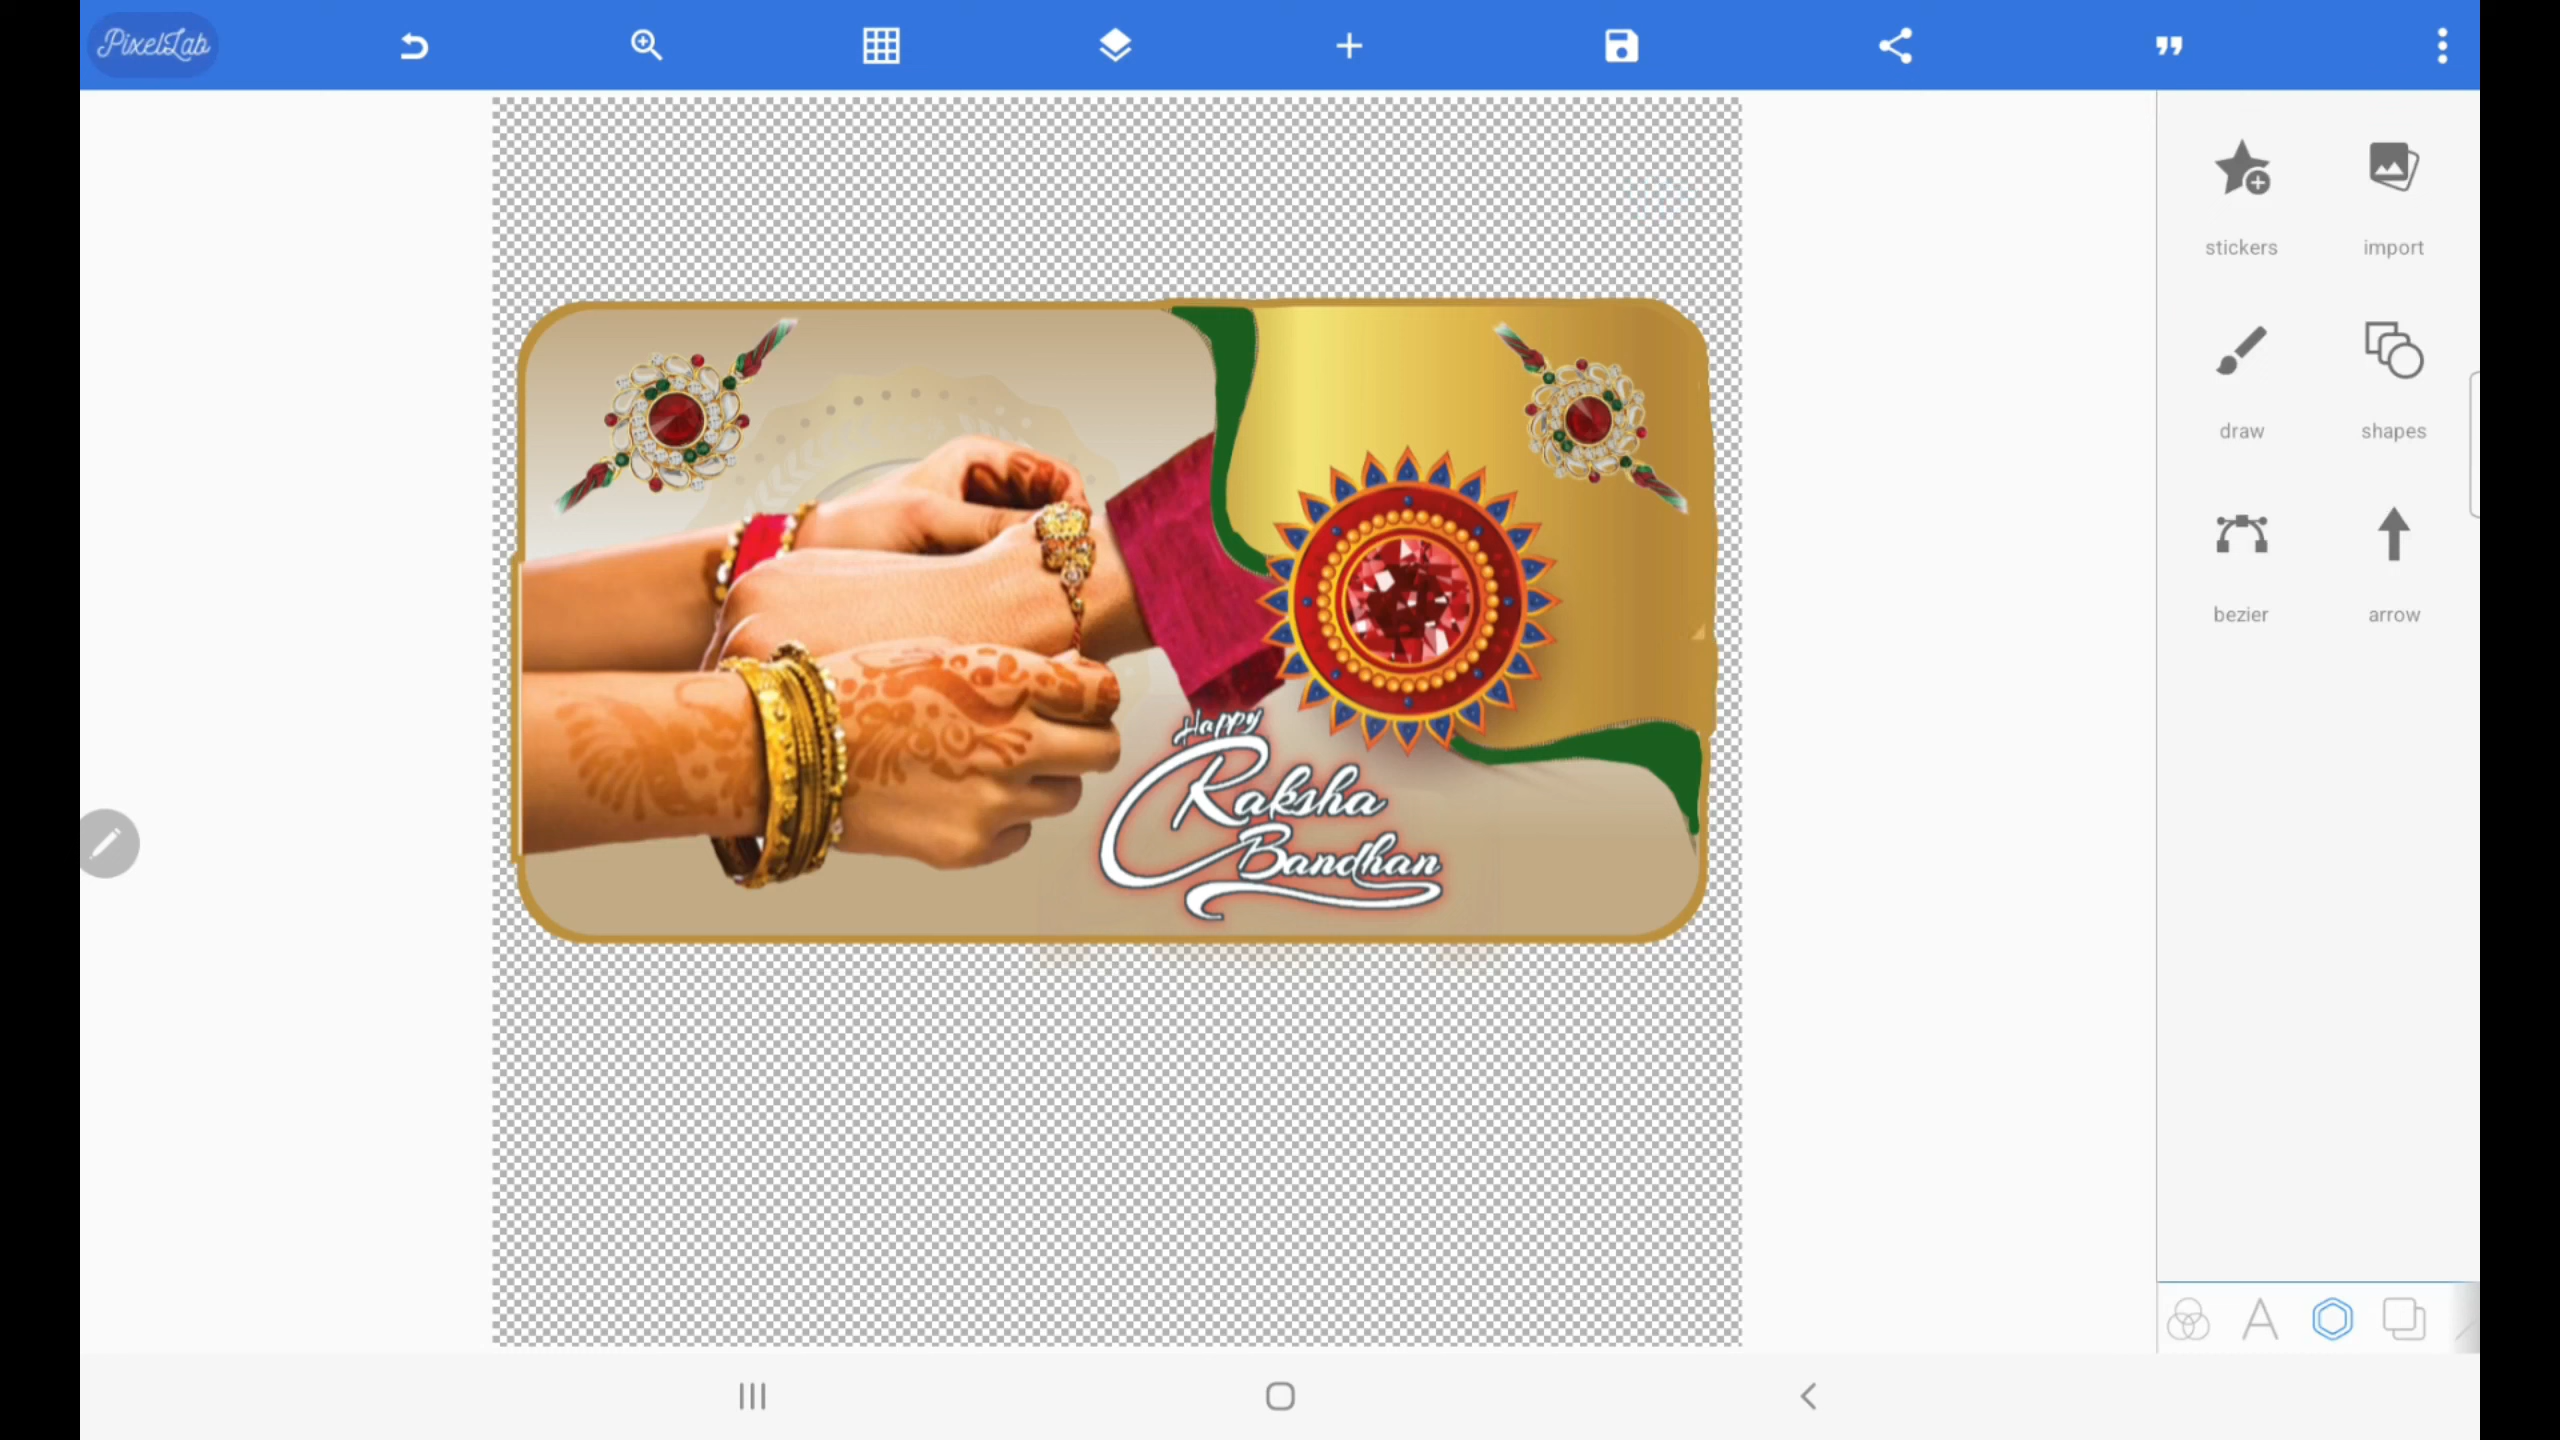 PixelLab
stickers
import
draw
shapes
bezier
arrow
Happy
Raksha
Bandhan